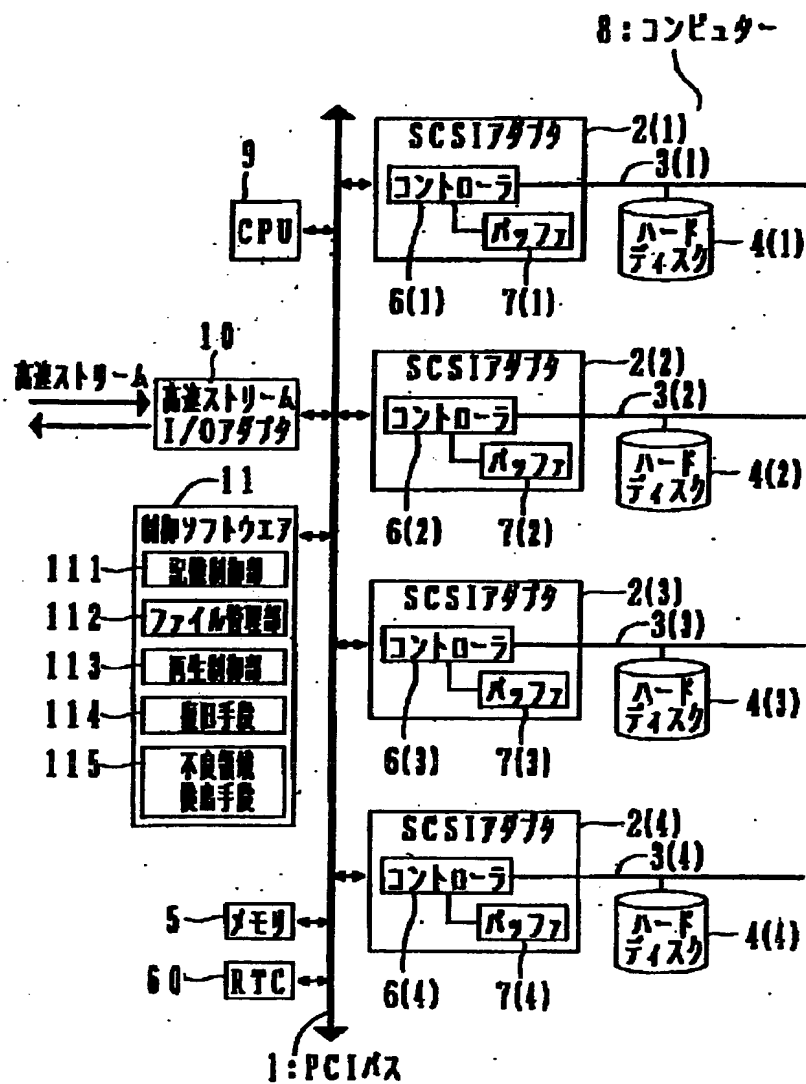 8:コンピュター
SCSIアダプタ
2(1)
3(1)
コントローラ
バッファ
ハード
ディスク
4(1)
6(1)
7(1)
9
CPU
10
高速ストリーム
高速ストリーム
I/Oアダプタ
SCSIアダプタ
2(2)
3(2)
コントローラ
バッファ
ハード
ディスク
4(2)
6(2)
7(2)
11
制御ソフトウエア
111
記憶制御部
112
ファイル管理部
113
再生制御部
114
復旧手段
115
不良領域
検出手段
SCSIアダプタ
2(3)
3(3)
コントローラ
バッファ
ハード
ディスク
4(3)
6(3)
7(3)
SCSIアダプタ
2(4)
3(4)
コントローラ
バッファ
ハード
ディスク
4(4)
6(4)
7(4)
5
メモリ
60
RTC
1:PCIバス